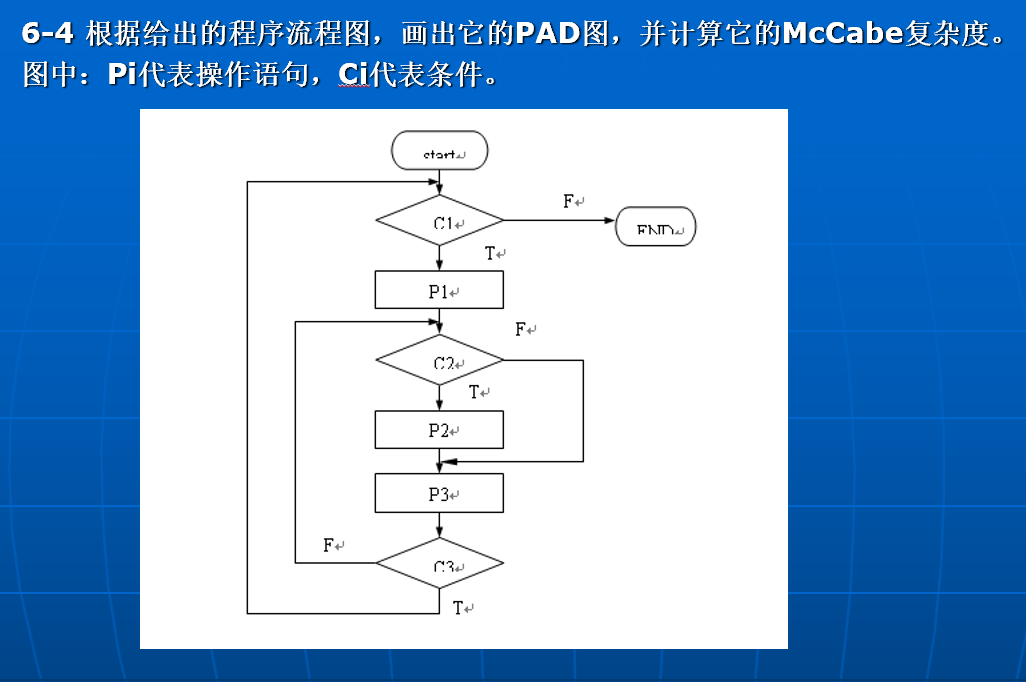 6-4 根据给出的程序流程图，画出它的PAD图，并计算它的McCabe复杂度。
图中：Pi代表操作语句，Ci代表条件。
start↵
C1↵
F↵
END↵
T↵
P1↵
F↵
C2↵
T↵
P2↵
P3↵
F↵
C3↵
T↵